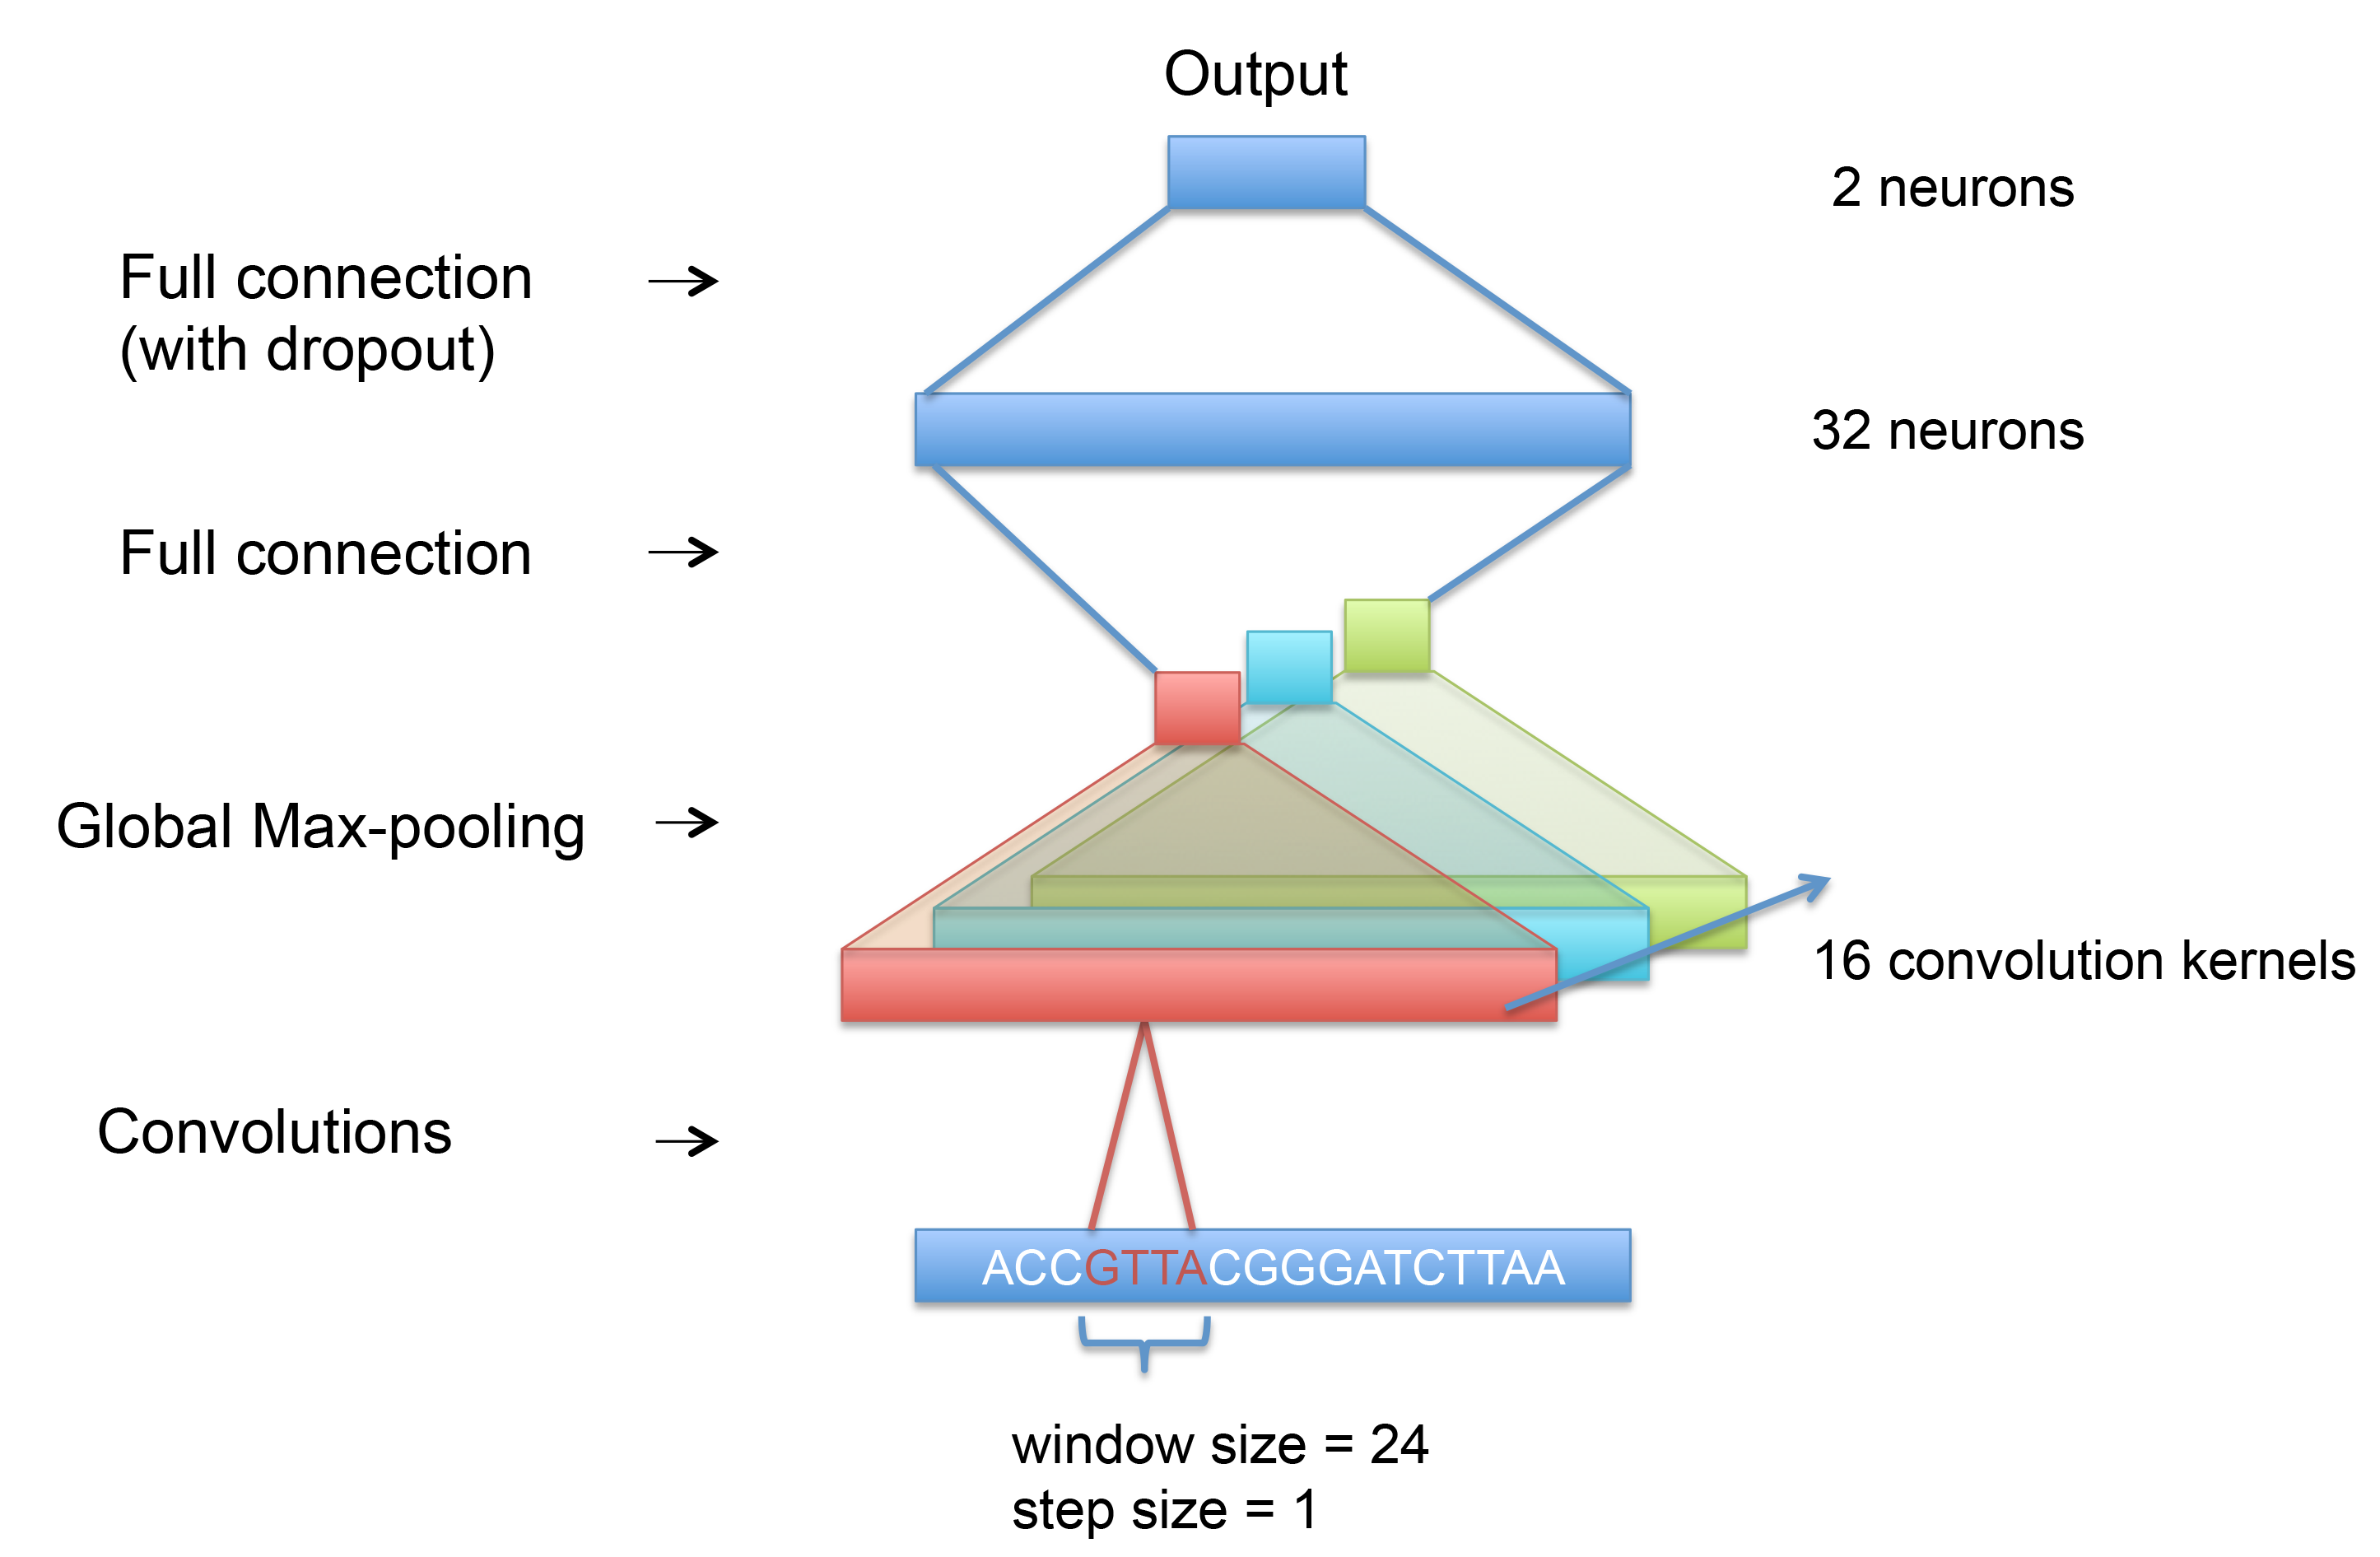 Output
2 neurons
Full connection
(with dropout)
32 neurons
Full connection
Global Max-pooling
16 convolution kernels
Convolutions
ACCGTTACGGGATCTTAA
window size = 24
step size = 1